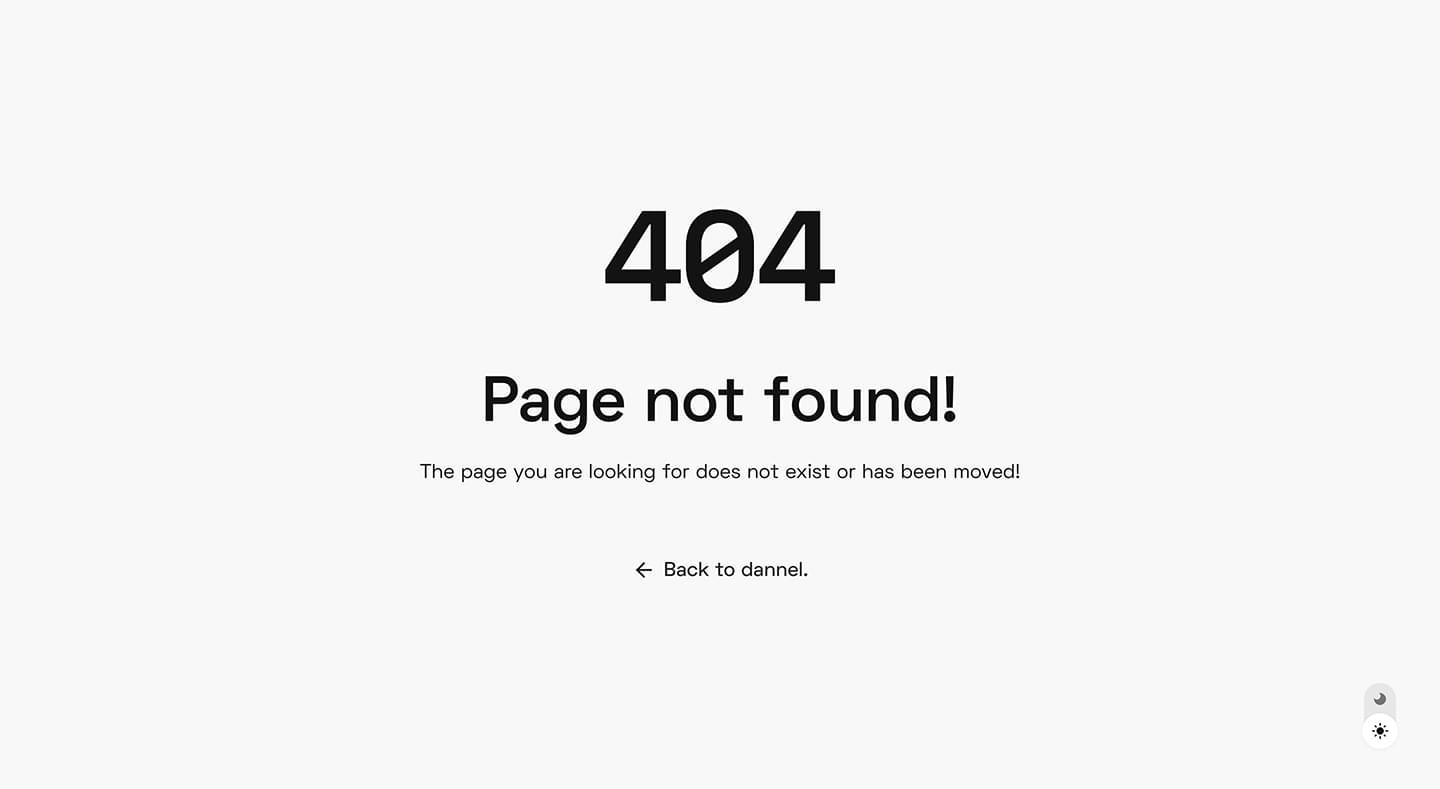 404
Page not found!
The page you are looking for does not exist or has been moved!
← Back to dannel.